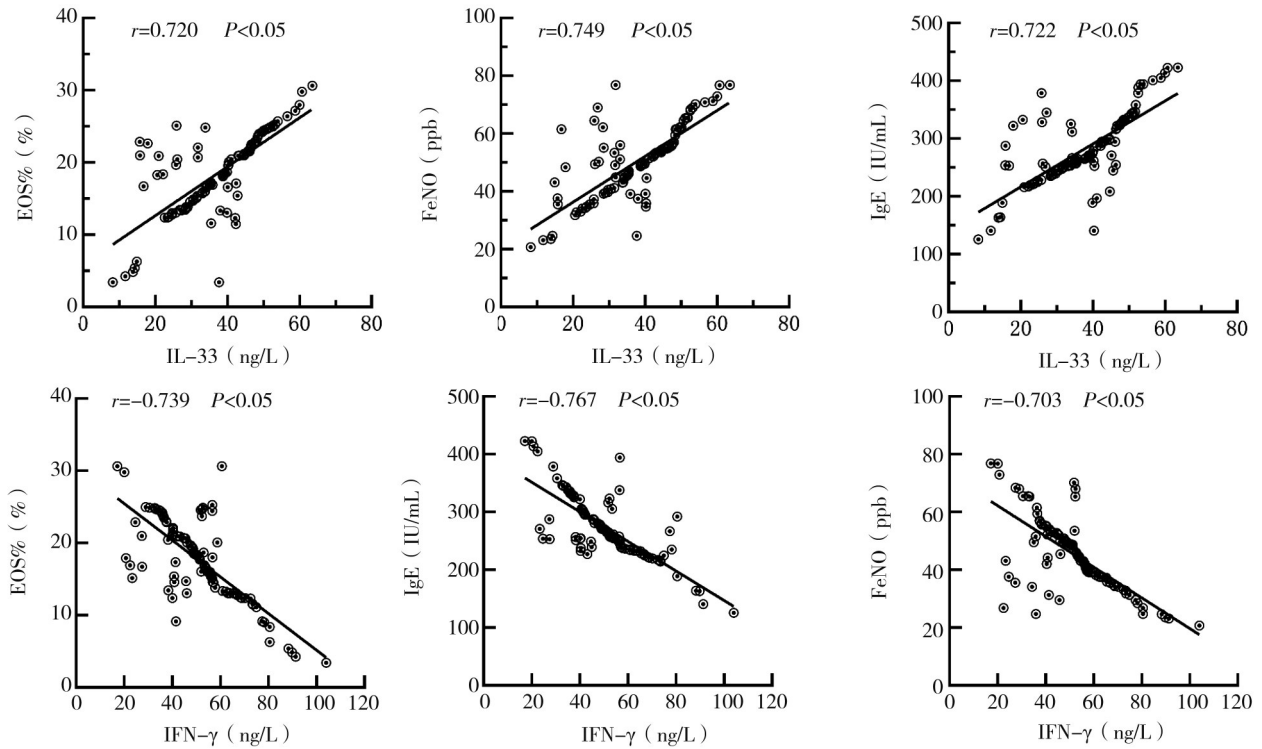 r=0.720 P<0.05
EOS%（%）
40
30
20
10
0
0 20 40 60 80
IL−33（ng/L）
r=0.749 P<0.05
FeNO（ppb）
100
80
60
40
20
0
0 20 40 60 80
IL−33（ng/L）
r=0.722 P<0.05
IgE（IU/mL）
500
400
300
200
100
0
0 20 40 60 80
IL−33（ng/L）
r=−0.739 P<0.05
EOS%（%）
40
30
20
10
0
0 20 40 60 80 100 120
IFN−γ（ng/L）
r=−0.767 P<0.05
IgE（IU/mL）
500
400
300
200
100
0
0 20 40 60 80 100 120
IFN−γ（ng/L）
r=−0.703 P<0.05
FeNO（ppb）
100
80
60
40
20
0
0 20 40 60 80 100 120
IFN−γ（ng/L）